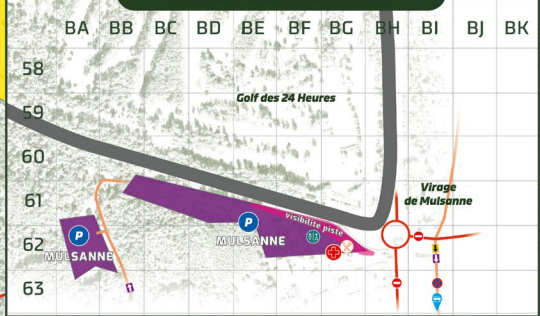 BA BB BC BD BE BF BG BH BI BJ BK
58
59
60
61
62
63
Golf des 24 Heures
Virage
de Mulsanne
Visibilité piste
P
MULSANNE
P
MULSANNE